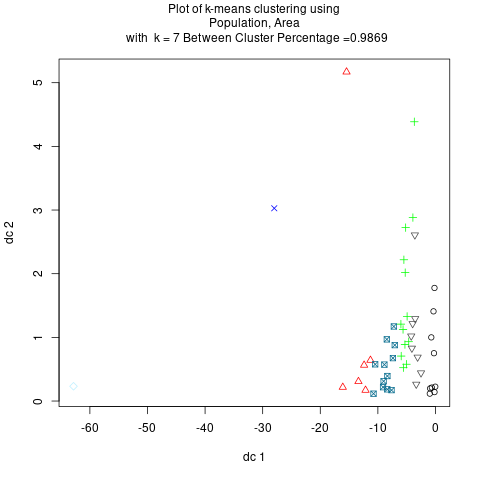 Plot of k-means clustering using
Population, Area
with k = 7 Between Cluster Percentage =0.9869
5
4
3
2
1
0
dc 2
-60
-50
-40
-30
-20
-10
0
dc 1